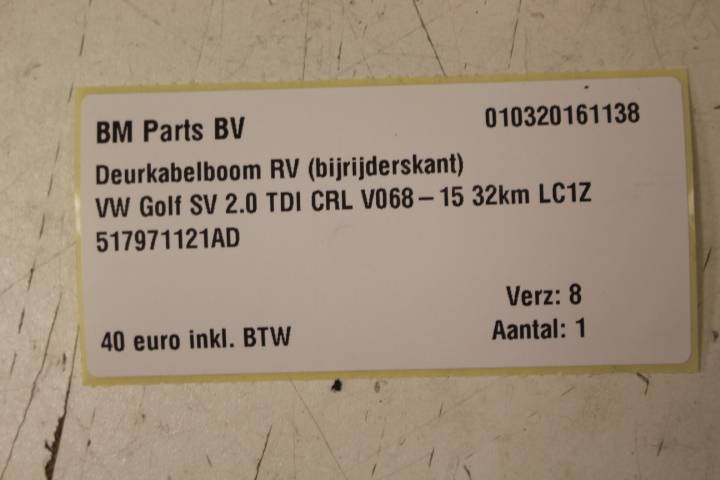 BM Parts BV 010320161138
Deurkabelboom RV (bijrijderskant)
VW Golf SV 2.0 TDI CRL V068-15 32km LC1Z
517971121AD
Verz: 8
40 euro inkl. BTW Aantal: 1